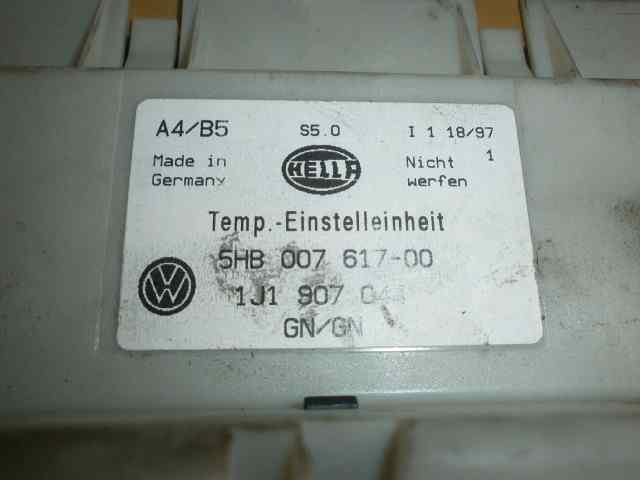 A4/B5 S5.0 I 1 18/97
Made in Germany
HELLA
Nicht werfen 1
Temp.-Einstelleinheit
5HB 007 617-00
1J1 907
GN/GN